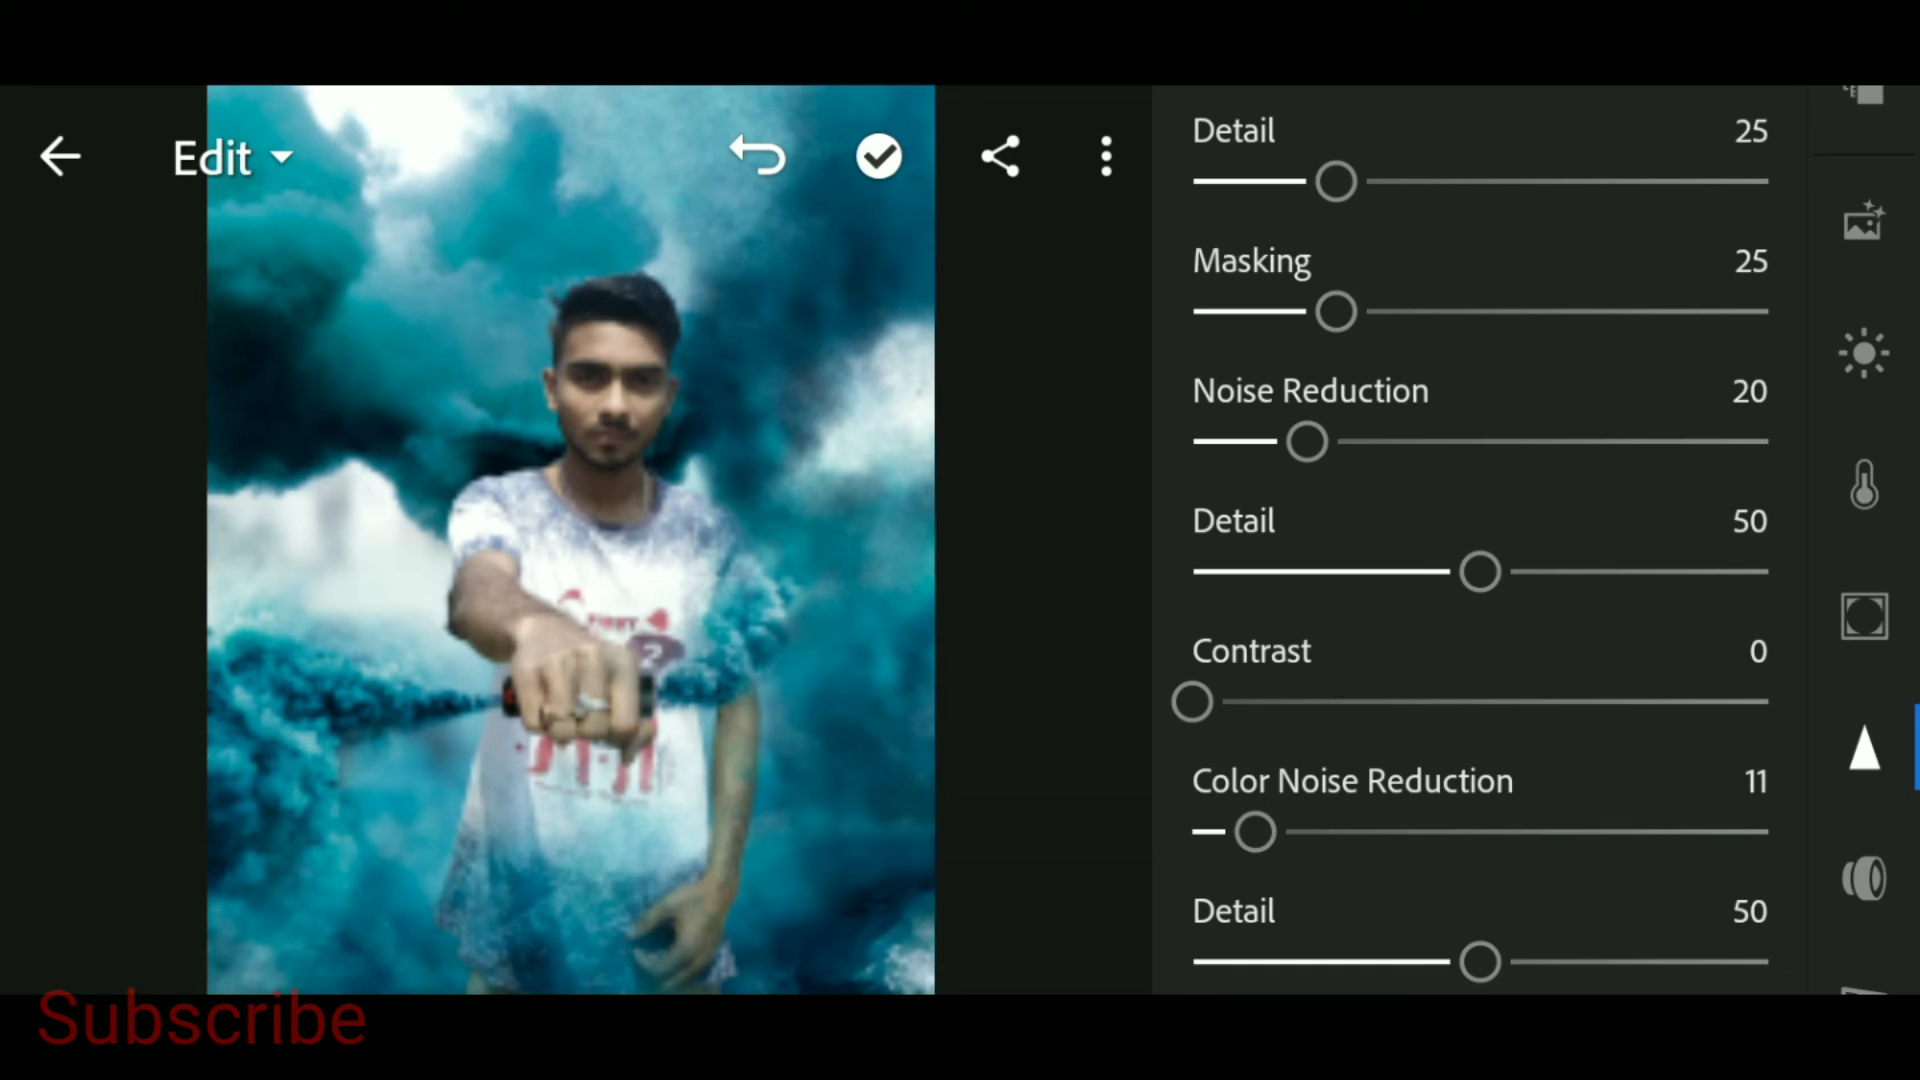 Edit
Detail 25
Masking 25
Noise Reduction 20
Detail 50
Contrast 0
Color Noise Reduction 11
Detail 50
2
Subscribe